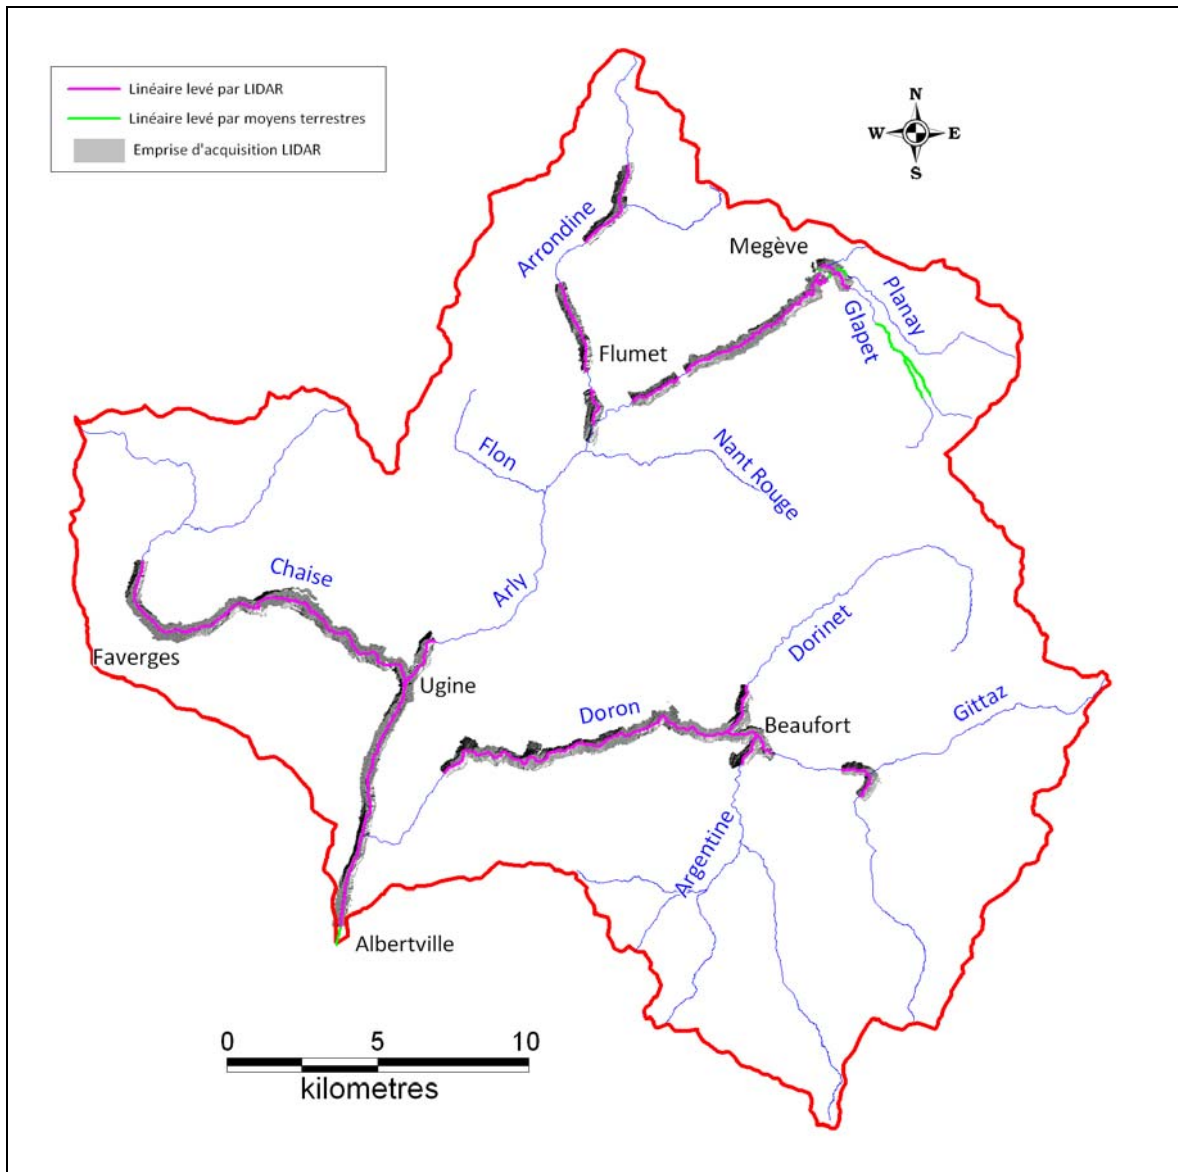 Linéaire levé par LIDAR
Linéaire levé par moyens terrestres
Emprise d'acquisition LIDAR
N
W E
S
Arrondine
Megève
Planay
Glapet
Flumet
Flon
Nant Rouge
Chaise
Arly
Dorinet
Faverges
Ugine
Doron
Beaufort
Gittaz
Argentine
Albertville
0 5 10
kilometres